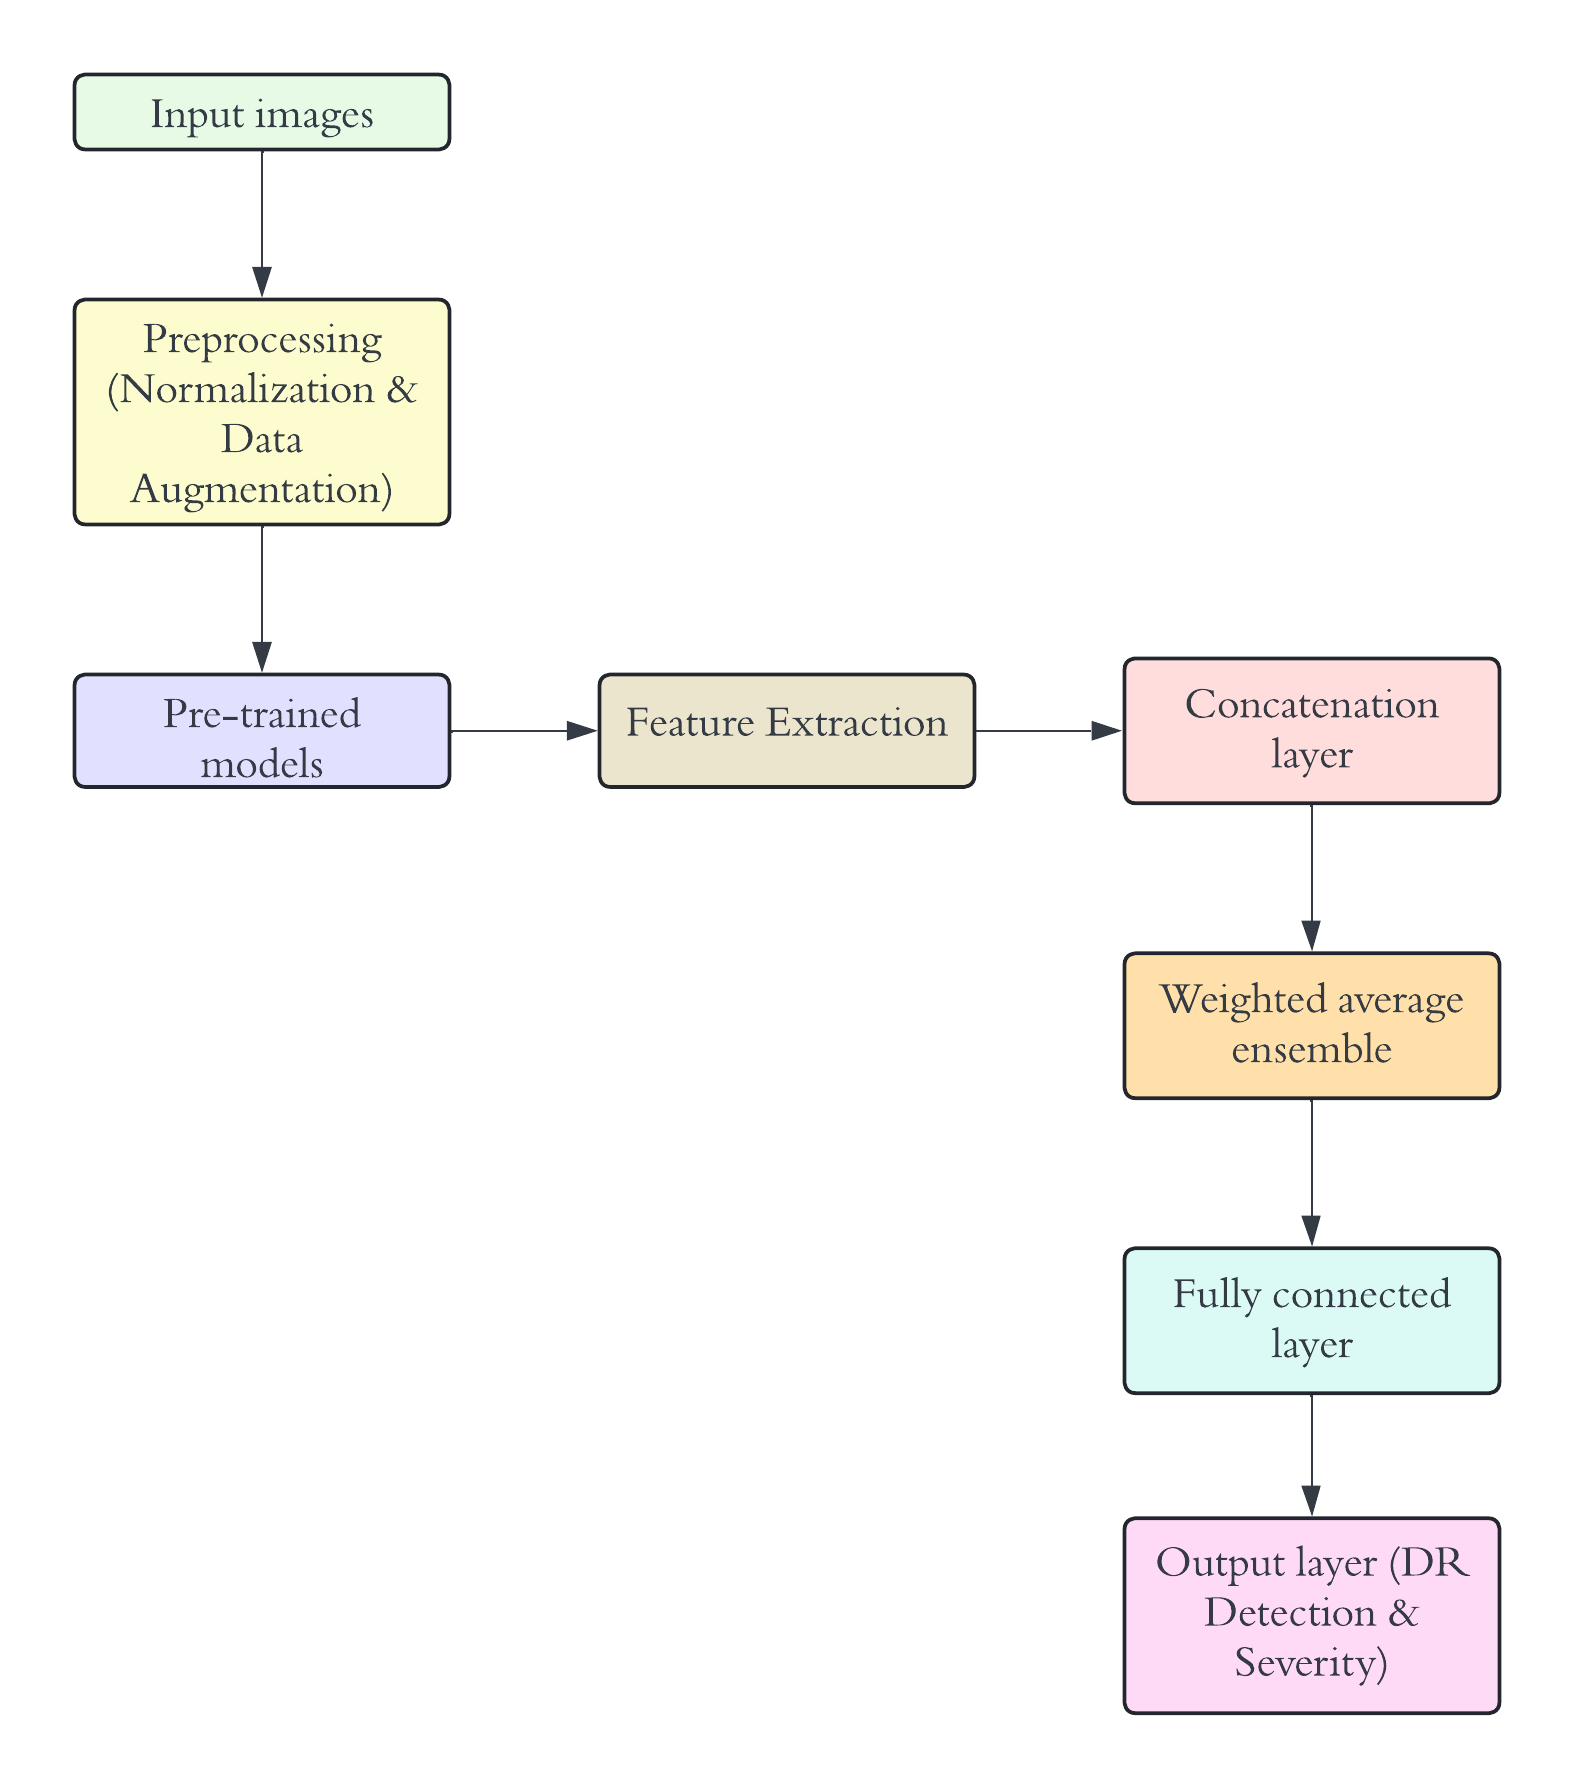 Input images
Preprocessing
(Normalization &
Data
Augmentation)
Pre-trained
models
Feature Extraction
Concatenation
layer
Weighted average
ensemble
Fully connected
layer
Output layer (DR
Detection &
Severity)